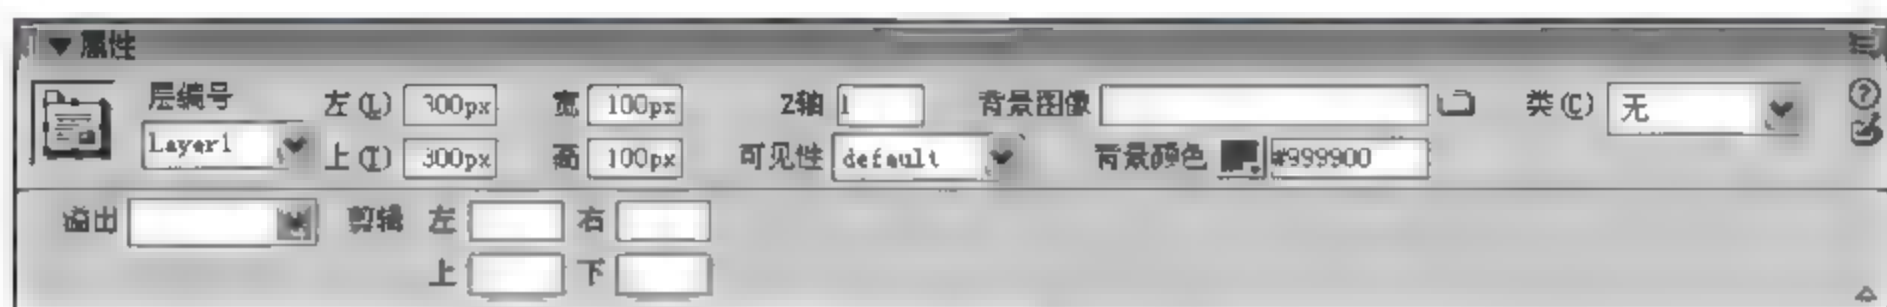 属性
层编号 左(L) 300px 宽 100px Z轴 1 背景图像 类(C) 无
Layer1 上(T) 300px 高 100px 可见性 default 背景颜色 #999900
溢出 剪辑 左 右
上 下